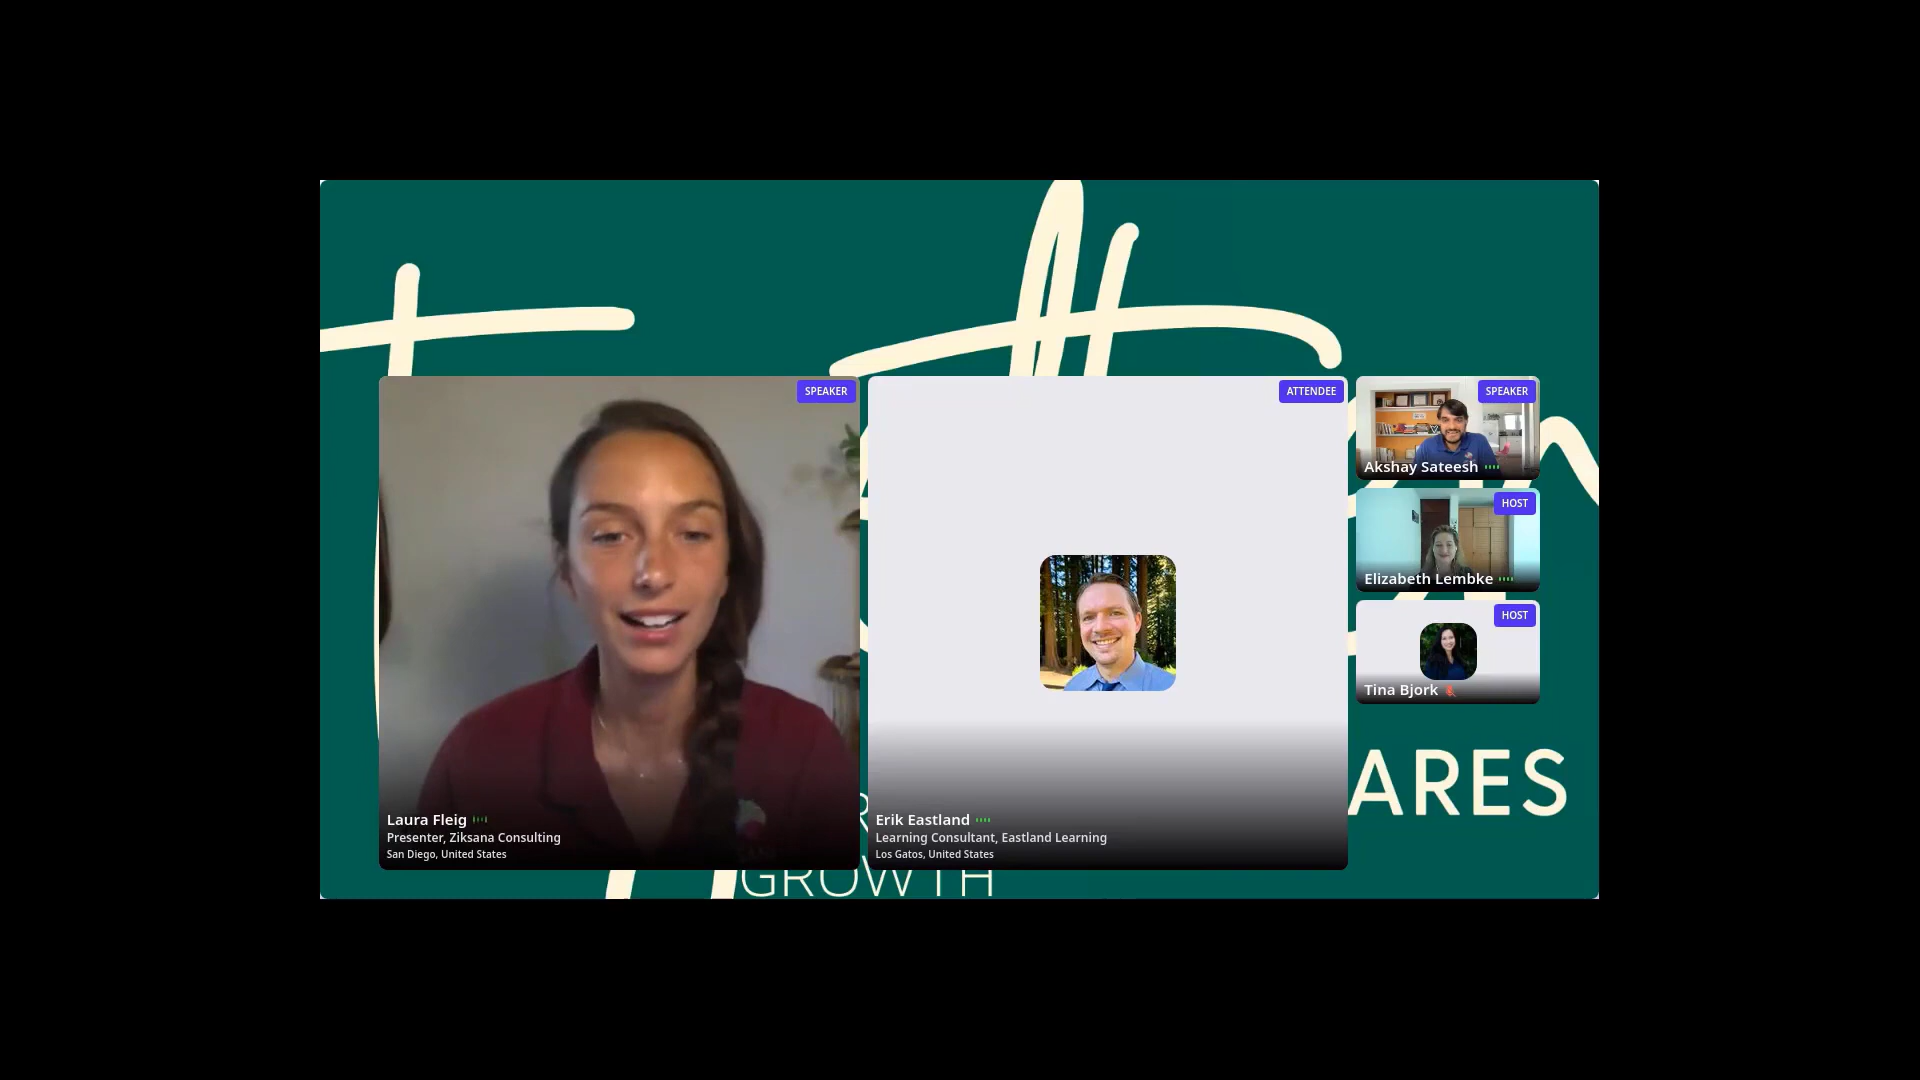 SPEAKER
Laura Fleig
Presenter, Ziksana Consulting
San Diego, United States
ATTENDEE
Erik Eastland
Learning Consultant, Eastland Learning
Los Gatos, United States
SPEAKER
Akshay Sateesh
HOST
Elizabeth Lembke
HOST
Tina Bjork
ARES
GROWTH